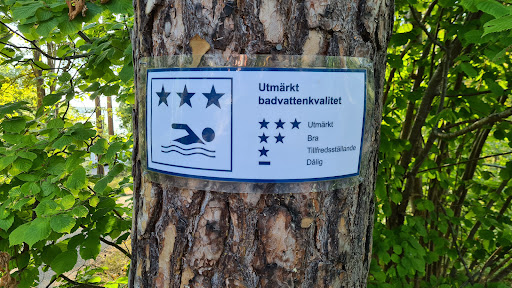 Utmärkt
badvattenkvalitet
Utmärkt
Bra
Tillfredsställande
Dålig